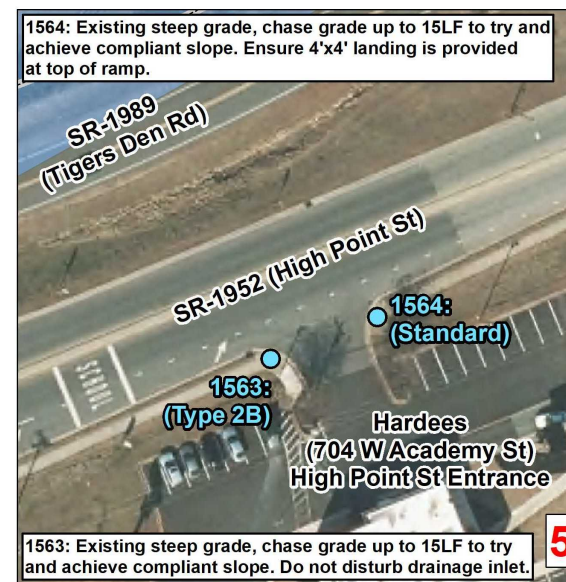 1564: Existing steep grade, chase grade up to 15LF to try and
achieve compliant slope. Ensure 4'x4' landing is provided
at top of ramp.
SR-1989
(Tigers Den Rd)
SR-1952 (High Point St)
1564:
(Standard)
SCHOOL
1563:
(Type 2B)
Hardees
(704 W Academy St)
High Point St Entrance
1563: Existing steep grade, chase grade up to 15LF to try
and achieve compliant slope. Do not disturb drainage inlet.
5